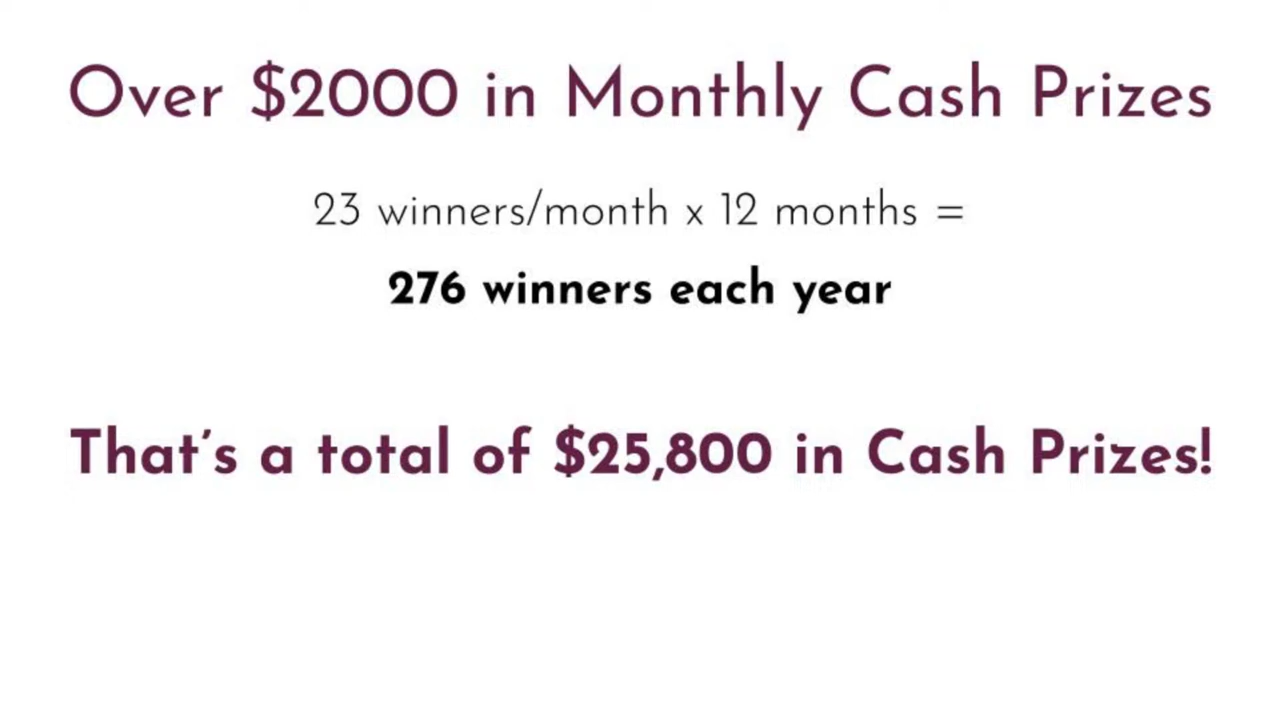 Over $2000 in Monthly Cash Prizes
23 winners/month x 12 months =
276 winners each year
That's a total of $25,800 in Cash Prizes!